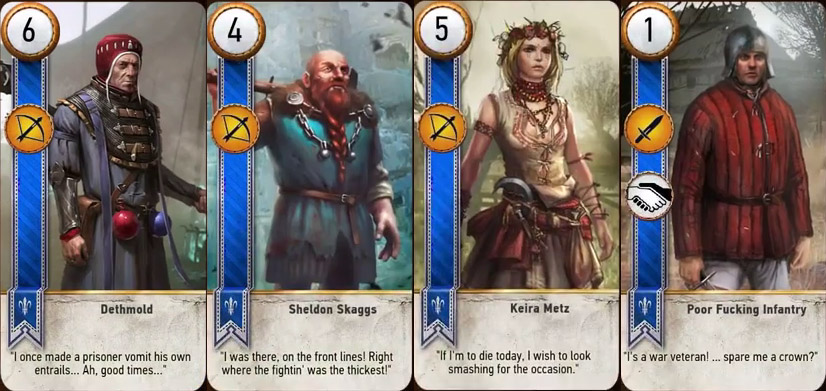 6
4
5
1
Dethmold
"I once made a prisoner vomit his own
entrails... Ah, good times..."
Sheldon Skaggs
"I was there, on the front lines! Right
where the fightin' was the thickest!"
Keira Metz
"If I'm to die today, I wish to look
smashing for the occasion."
Poor Fucking Infantry
"I's a war veteran! ... spare me a crown?"